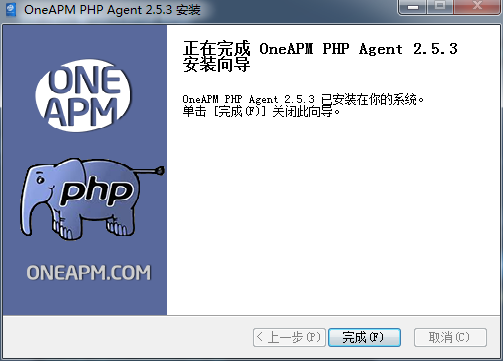 OneAPM PHP Agent 2.5.3 安装
ONE
APM
php
ONEAPM.COM
正在完成 OneAPM PHP Agent 2.5.3
安装向导
OneAPM PHP Agent 2.5.3 已安装在你的系统。
单击 [完成(F)] 关闭此向导。
< 上一步(P)
完成(F)
取消(C)